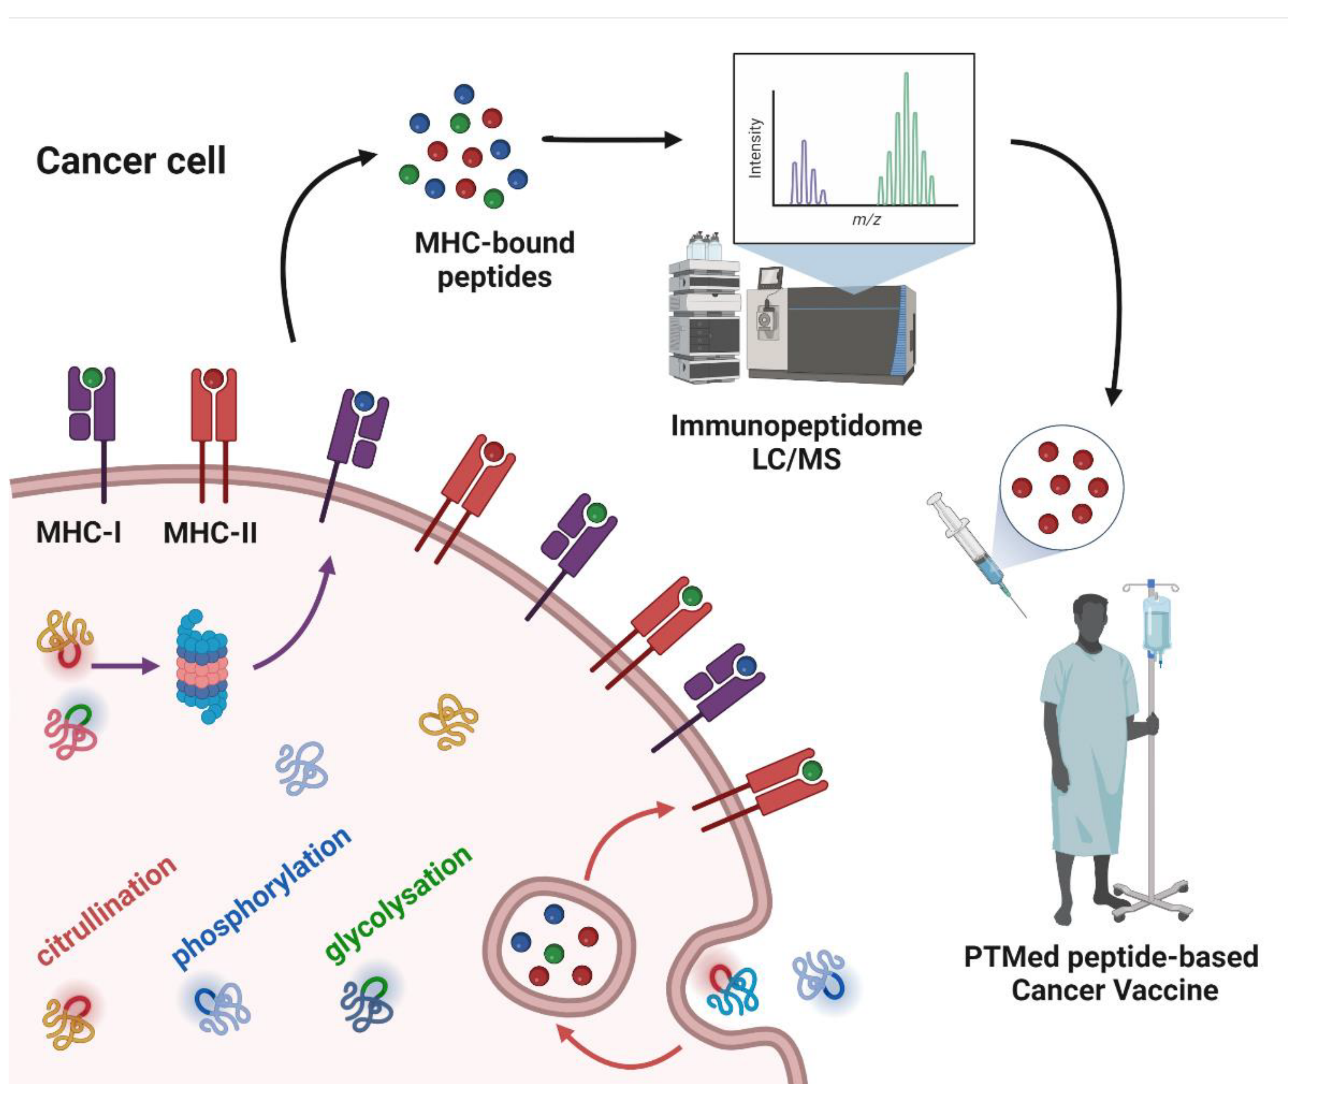 Cancer cell
MHC-bound
peptides
Intensity
m/z
Immunopeptidome
LC/MS
MHC-I
MHC-II
citrullination
phosphorylation
glycolysation
PTMed peptide-based
Cancer Vaccine